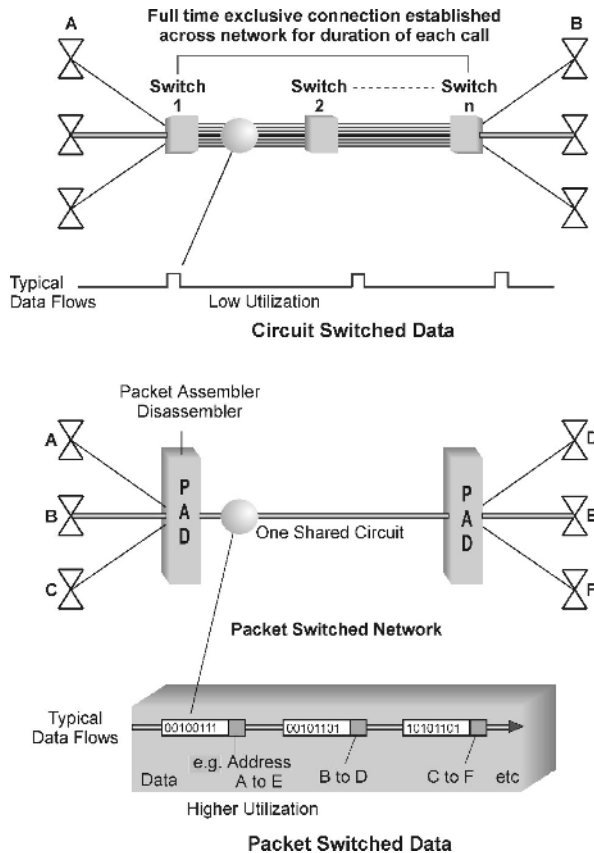 Full time exclusive connection established
across network for duration of each call
A
B
Switch
1
Switch
2
Switch
n
Typical
Data Flows
Low Utilization
Circuit Switched Data
Packet Assembler
Disassembler
A
B
C
PAD
One Shared Circuit
PAD
D
E
F
Packet Switched Network
Typical
Data Flows
00100111
00101101
10101101
Data
e.g. Address
A to E
B to D
C to F
etc
Higher Utilization
Packet Switched Data